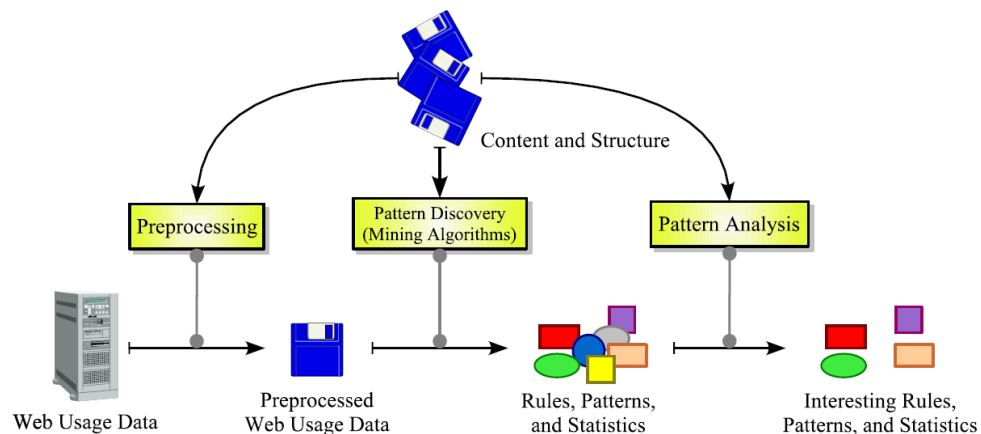 Content and Structure
Preprocessing
Pattern Discovery
(Mining Algorithms)
Pattern Analysis
Web Usage Data
Preprocessed
Web Usage Data
Rules, Patterns,
and Statistics
Interesting Rules,
Patterns, and Statistics